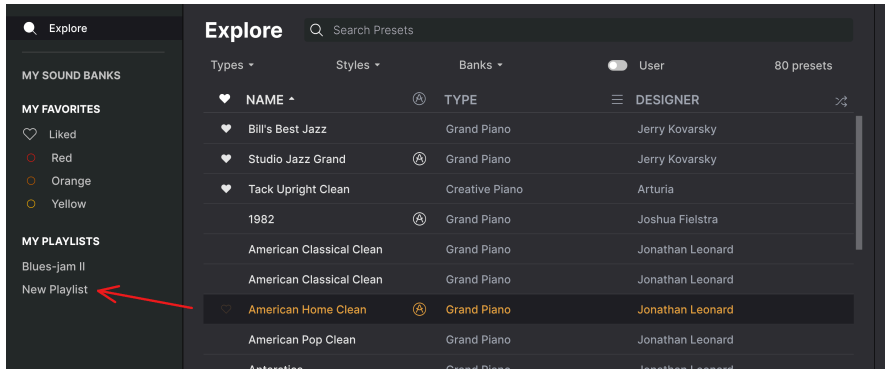 Explore
MY SOUND BANKS
MY FAVORITES
Liked
Red
Orange
Yellow
MY PLAYLISTS
Blues-jam II
New Playlist
Explore Search Presets
Types Styles Banks User 80 presets
NAME TYPE DESIGNER
Bill's Best Jazz Grand Piano Jerry Kovarsky
Studio Jazz Grand Grand Piano Jerry Kovarsky
Tack Upright Clean Creative Piano Arturia
1982 Grand Piano Joshua Fielstra
American Classical Clean Grand Piano Jonathan Leonard
American Classical Clean Grand Piano Jonathan Leonard
American Home Clean Grand Piano Jonathan Leonard
American Pop Clean Grand Piano Jonathan Leonard
Grand Piano Jonathan Leonard